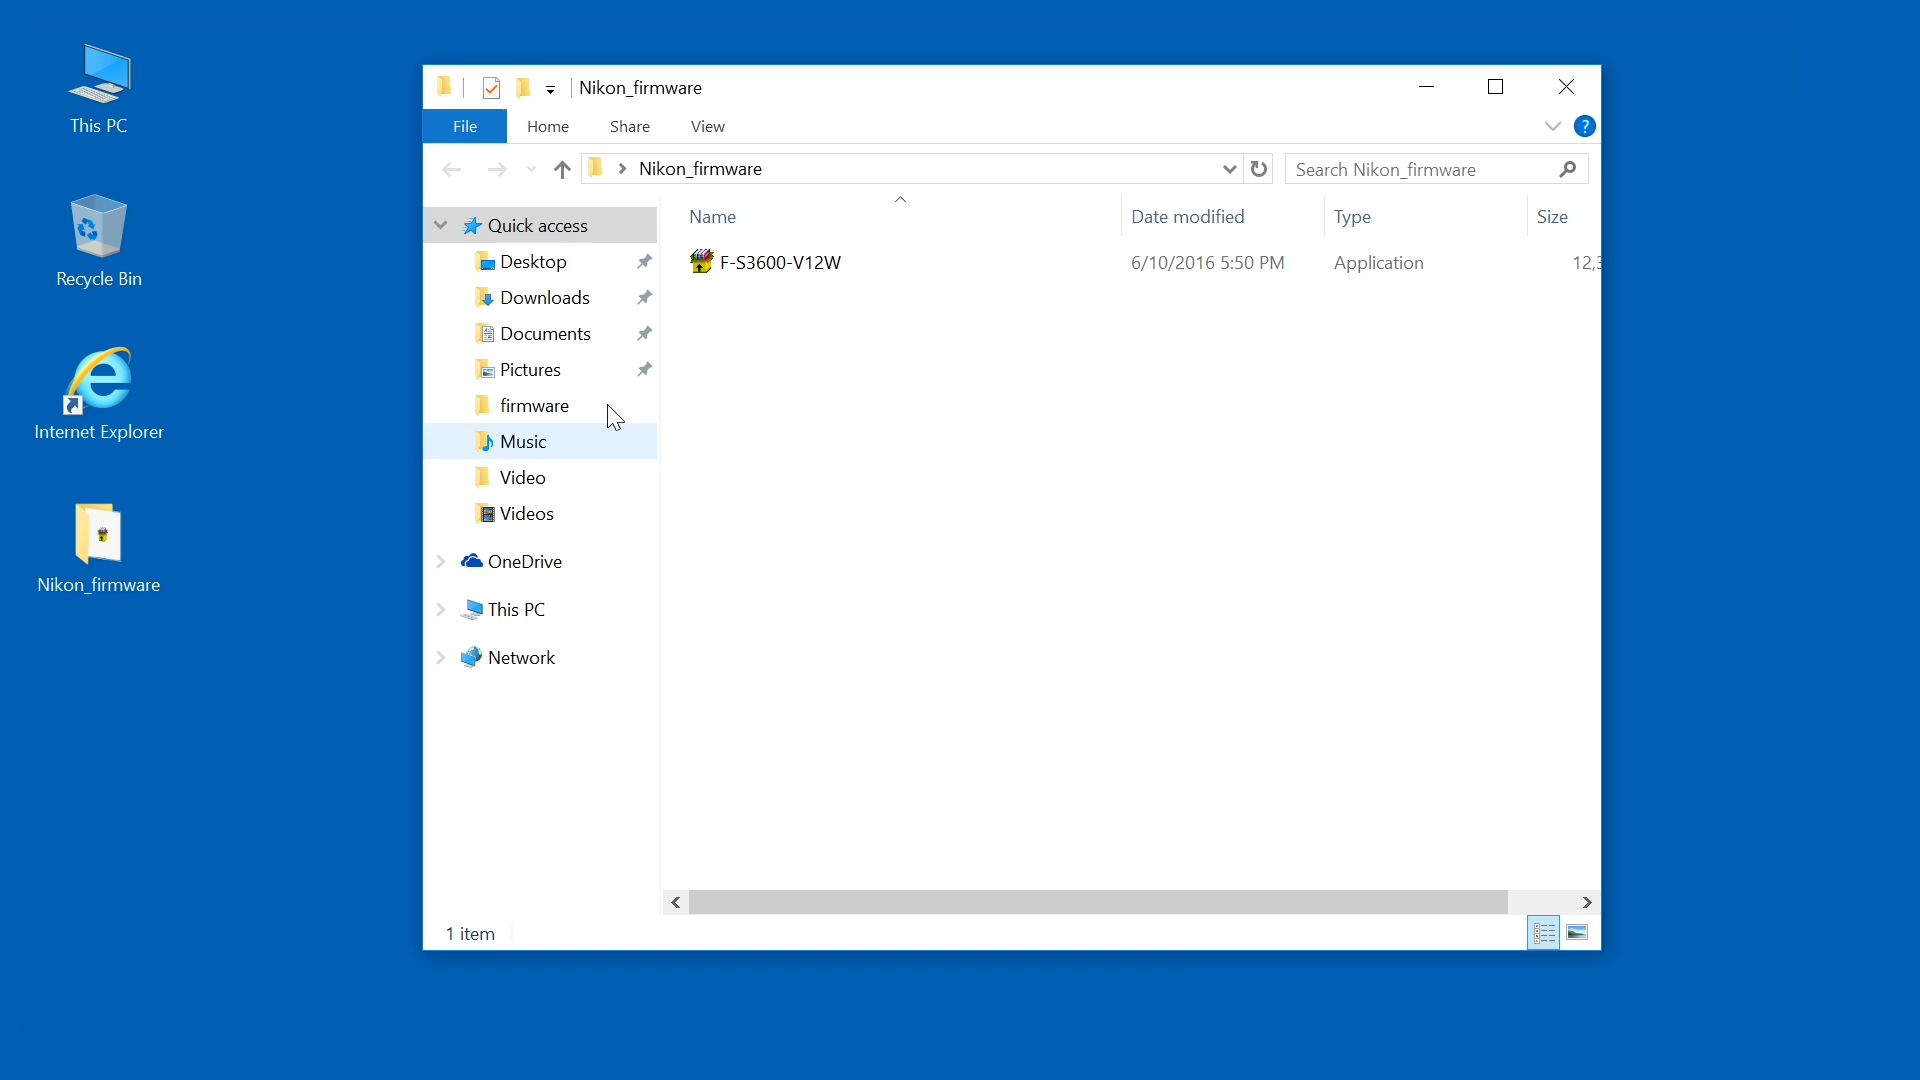 This PC
Recycle Bin
Internet Explorer
Nikon_firmware
Nikon_firmware
File Home Share View
?
Nikon_firmware
Search Nikon_firmware
Quick access
Desktop
Downloads
Documents
Pictures
firmware
Music
Video
Videos
OneDrive
This PC
Network
Name Date modified Type Size
F-S3600-V12W 6/10/2016 5:50 PM Application 12,3
1 item